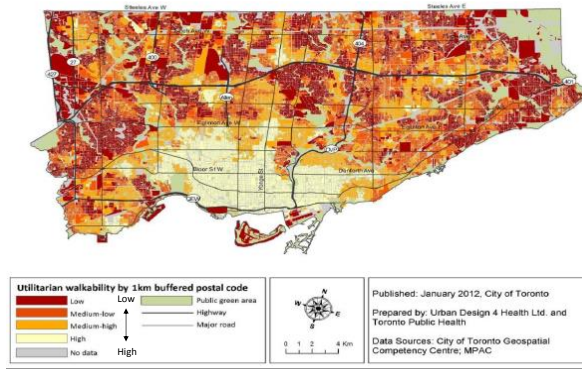 Steeles Ave W
Steeles Ave E
400
404
27
401
Eglinton Ave W
Bloor St W
Yonge St
Danforth Ave
Utilitarian walkability by 1km buffered postal code
Low
Medium-low
Medium-high
High
No data
Low
High
Public green area
Highway
Major road
N
W
E
S
0 2 4 Km
Published: January 2012, City of Toronto
Prepared by: Urban Design 4 Health Ltd. and
Toronto Public Health
Data Sources: City of Toronto Geospatial
Competency Centre; MPAC